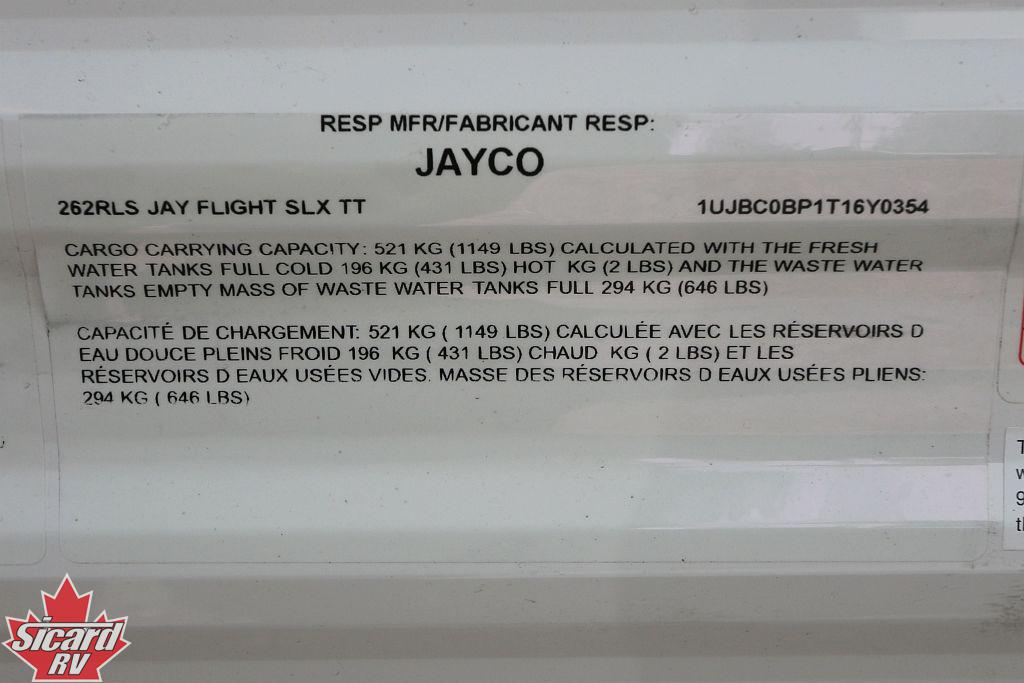 RESP MFR/FABRICANT RESP:
JAYCO
262RLS JAY FLIGHT SLX TT 1UJBC0BP1T16Y0354
CARGO CARRYING CAPACITY: 521 KG (1149 LBS) CALCULATED WITH THE FRESH
WATER TANKS FULL COLD 196 KG (431 LBS) HOT KG (2 LBS) AND THE WASTE WATER
TANKS EMPTY MASS OF WASTE WATER TANKS FULL 294 KG (646 LBS)
CAPACITÉ DE CHARGEMENT: 521 KG ( 1149 LBS) CALCULÉE AVEC LES RÉSERVOIRS D
EAU DOUCE PLEINS FROID 196 KG ( 431 LBS) CHAUD KG ( 2 LBS) ET LES
RÉSERVOIRS D EAUX USÉES VIDES. MASSE DES RÉSERVOIRS D EAUX USÉES PLIENS:
294 KG ( 646 LBS)
Sicard
RV